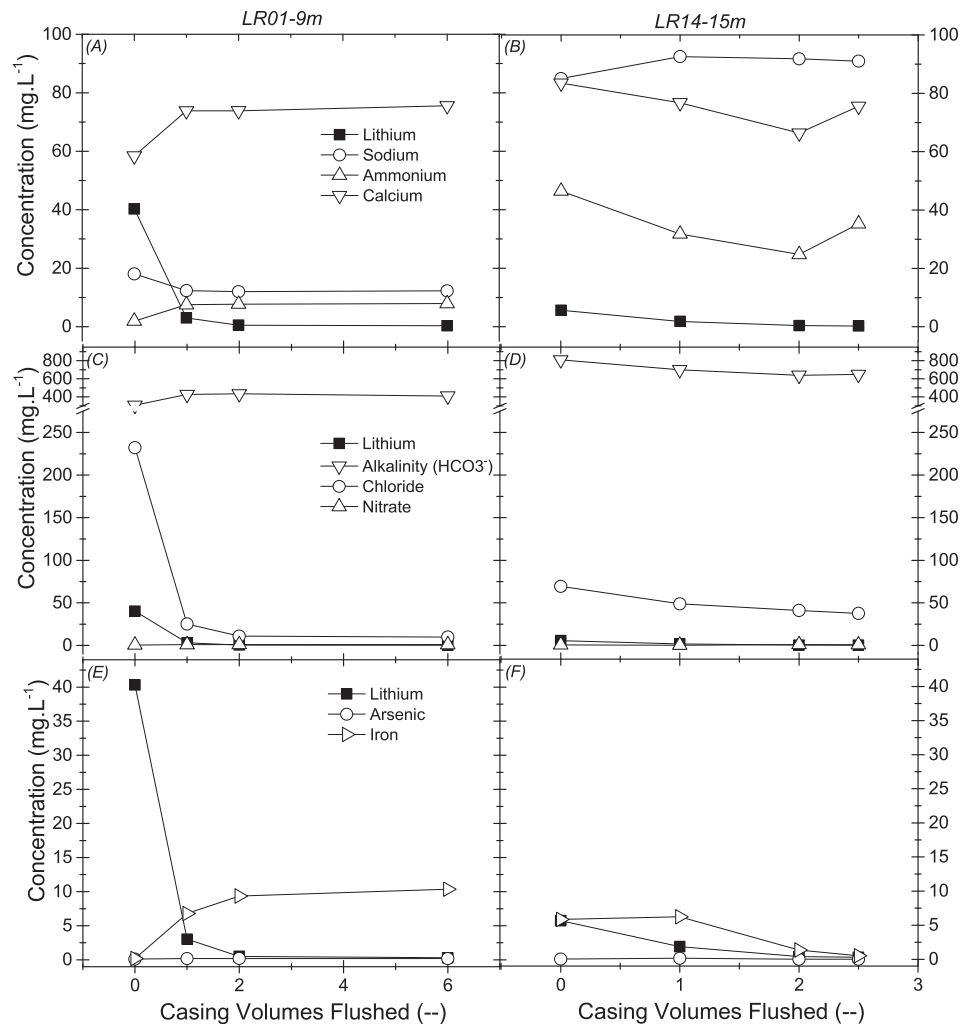 LR01-9m
LR14-15m
(A)
(B)
100
80
60
40
20
0
Concentration (mg.L-1)
Lithium
Sodium
Ammonium
Calcium
100
80
60
40
20
0
(C)
(D)
800
600
400
250
200
150
100
50
0
Concentration (mg.L-1)
Lithium
Alkalinity (HCO3-)
Chloride
Nitrate
800
600
400
250
200
150
100
50
0
(E)
(F)
40
35
30
25
20
15
10
5
0
Concentration (mg.L-1)
Lithium
Arsenic
Iron
40
35
30
25
20
15
10
5
0
0 2 4 6
0 1 2 3
Casing Volumes Flushed (--)
Casing Volumes Flushed (--)